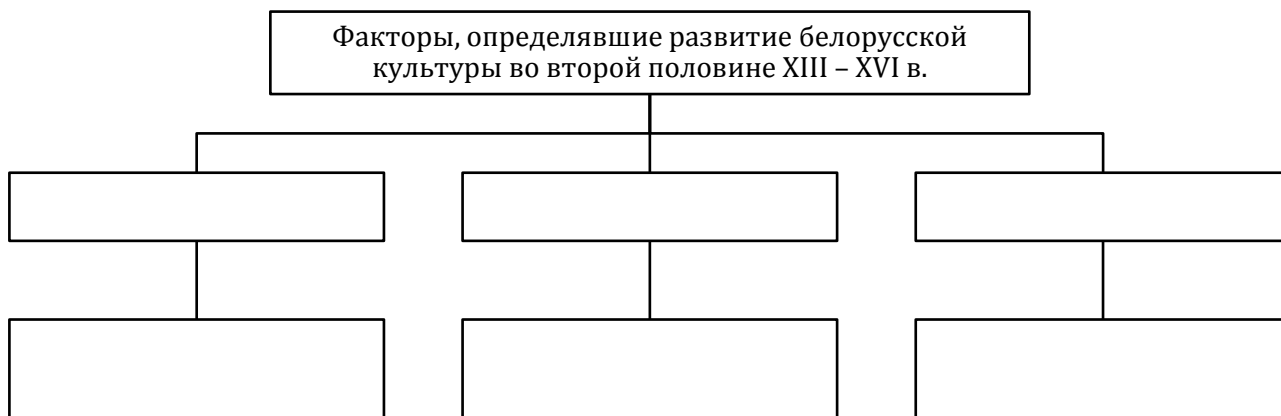 Факторы, определявшие развитие белорусской
культуры во второй половине XIII – XVI в.